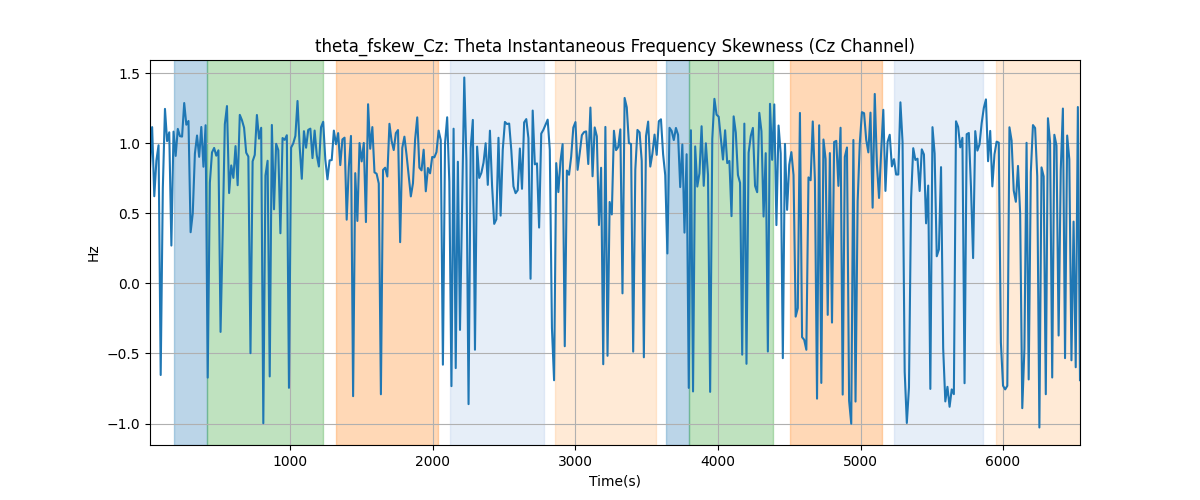 theta_fskew_Cz: Theta Instantaneous Frequency Skewness (Cz Channel)
1.5
1.0
0.5
0.0
−0.5
−1.0
Hz
1000 2000 3000 4000 5000 6000
Time(s)